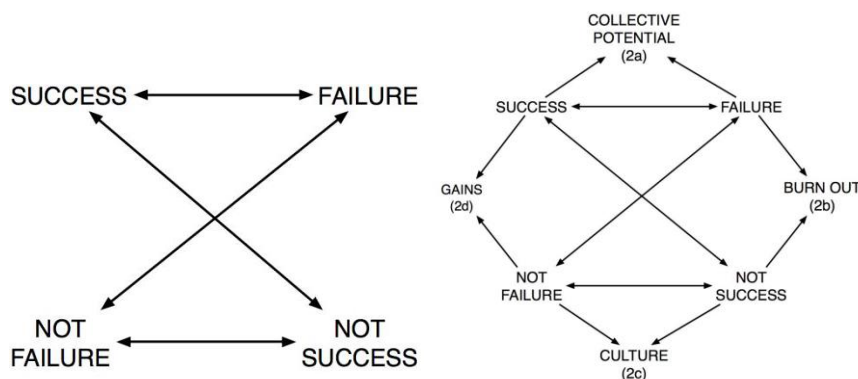 SUCCESS
FAILURE
NOT
FAILURE
NOT
SUCCESS
COLLECTIVE
POTENTIAL
(2a)
SUCCESS
FAILURE
GAINS
(2d)
BURN OUT
(2b)
NOT
FAILURE
NOT
SUCCESS
CULTURE
(2c)